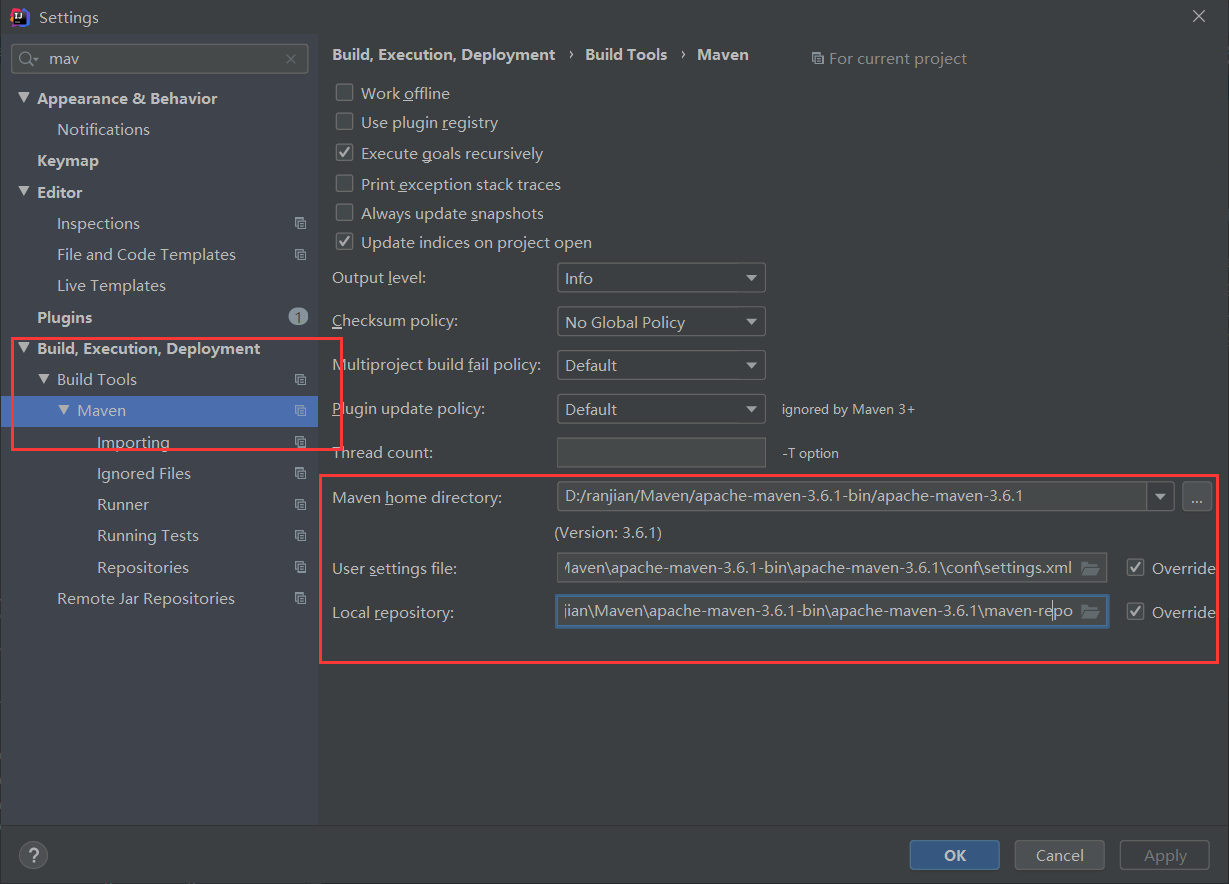 Settings
mav
Appearance & Behavior
Notifications
Keymap
Editor
Inspections
File and Code Templates
Live Templates
Plugins 1
Build, Execution, Deployment
Build Tools
Maven
Importing
Ignored Files
Runner
Running Tests
Repositories
Remote Jar Repositories
Build, Execution, Deployment › Build Tools › Maven For current project
Work offline
Use plugin registry
Execute goals recursively
Print exception stack traces
Always update snapshots
Update indices on project open
Output level: Info
Checksum policy: No Global Policy
Multiproject build fail policy: Default
Plugin update policy: Default ignored by Maven 3+
Thread count: -T option
Maven home directory: D:/ranjian/Maven/apache-maven-3.6.1-bin/apache-maven-3.6.1 ...
(Version: 3.6.1)
User settings file: Maven\apache-maven-3.6.1-bin\apache-maven-3.6.1\conf\settings.xml Override
Local repository: jian\Maven\apache-maven-3.6.1-bin\apache-maven-3.6.1\maven-repo Override
? OK Cancel Apply